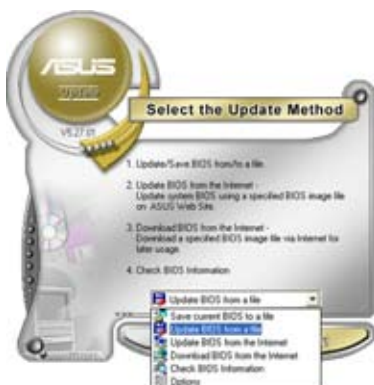 ASUS
Update
V5.27.01
Select the Update Method
1. Update/Save BIOS from/to a file.
2. Update BIOS from the Internet -
Update system BIOS using a specified BIOS image file
on ASUS Web Site.
3. Download BIOS from the Internet -
Download a specified BIOS image file via Internet for
later usage.
4. Check BIOS Information
Update BIOS from a file
Save current BIOS to a file
Update BIOS from a file
Update BIOS from the Internet
Download BIOS from the Internet
Check BIOS Information
Options